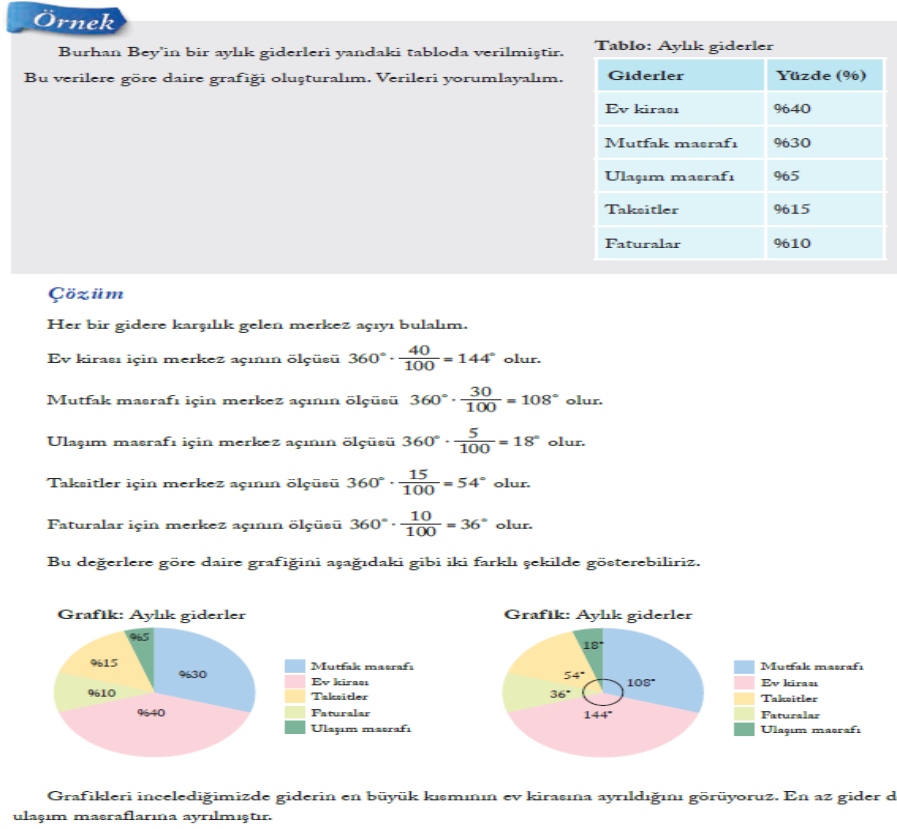 Örnek
Burhan Bey'in bir aylık giderleri yandaki tabloda verilmiştir.
Bu verilere göre daire grafiği oluşturalım. Verileri yorumlayalım.
Tablo: Aylık giderler
Giderler Yüzde (%)
Ev kirası %40
Mutfak masrafı %30
Ulaşım masrafı %5
Taksitler %15
Faturalar %10
Çözüm
Her bir gidere karşılık gelen merkez açıyı bulalım.
Ev kirası için merkez açının ölçüsü 360° · 40/100 = 144° olur.
Mutfak masrafı için merkez açının ölçüsü 360° · 30/100 = 108° olur.
Ulaşım masrafı için merkez açının ölçüsü 360° · 5/100 = 18° olur.
Taksitler için merkez açının ölçüsü 360° · 15/100 = 54° olur.
Faturalar için merkez açının ölçüsü 360° · 10/100 = 36° olur.
Bu değerlere göre daire grafiğini aşağıdaki gibi iki farklı şekilde gösterebiliriz.
Grafik: Aylık giderler
%5
%15
%30
%10
%40
Mutfak masrafı
Ev kirası
Taksitler
Faturalar
Ulaşım masrafı
Grafik: Aylık giderler
18°
54°
108°
36°
144°
Mutfak masrafı
Ev kirası
Taksitler
Faturalar
Ulaşım masrafı
Grafikleri incelediğimizde giderin en büyük kısmının ev kirasına ayrıldığını görüyoruz. En az gider d
ulaşım masraflarına ayrılmıştır.